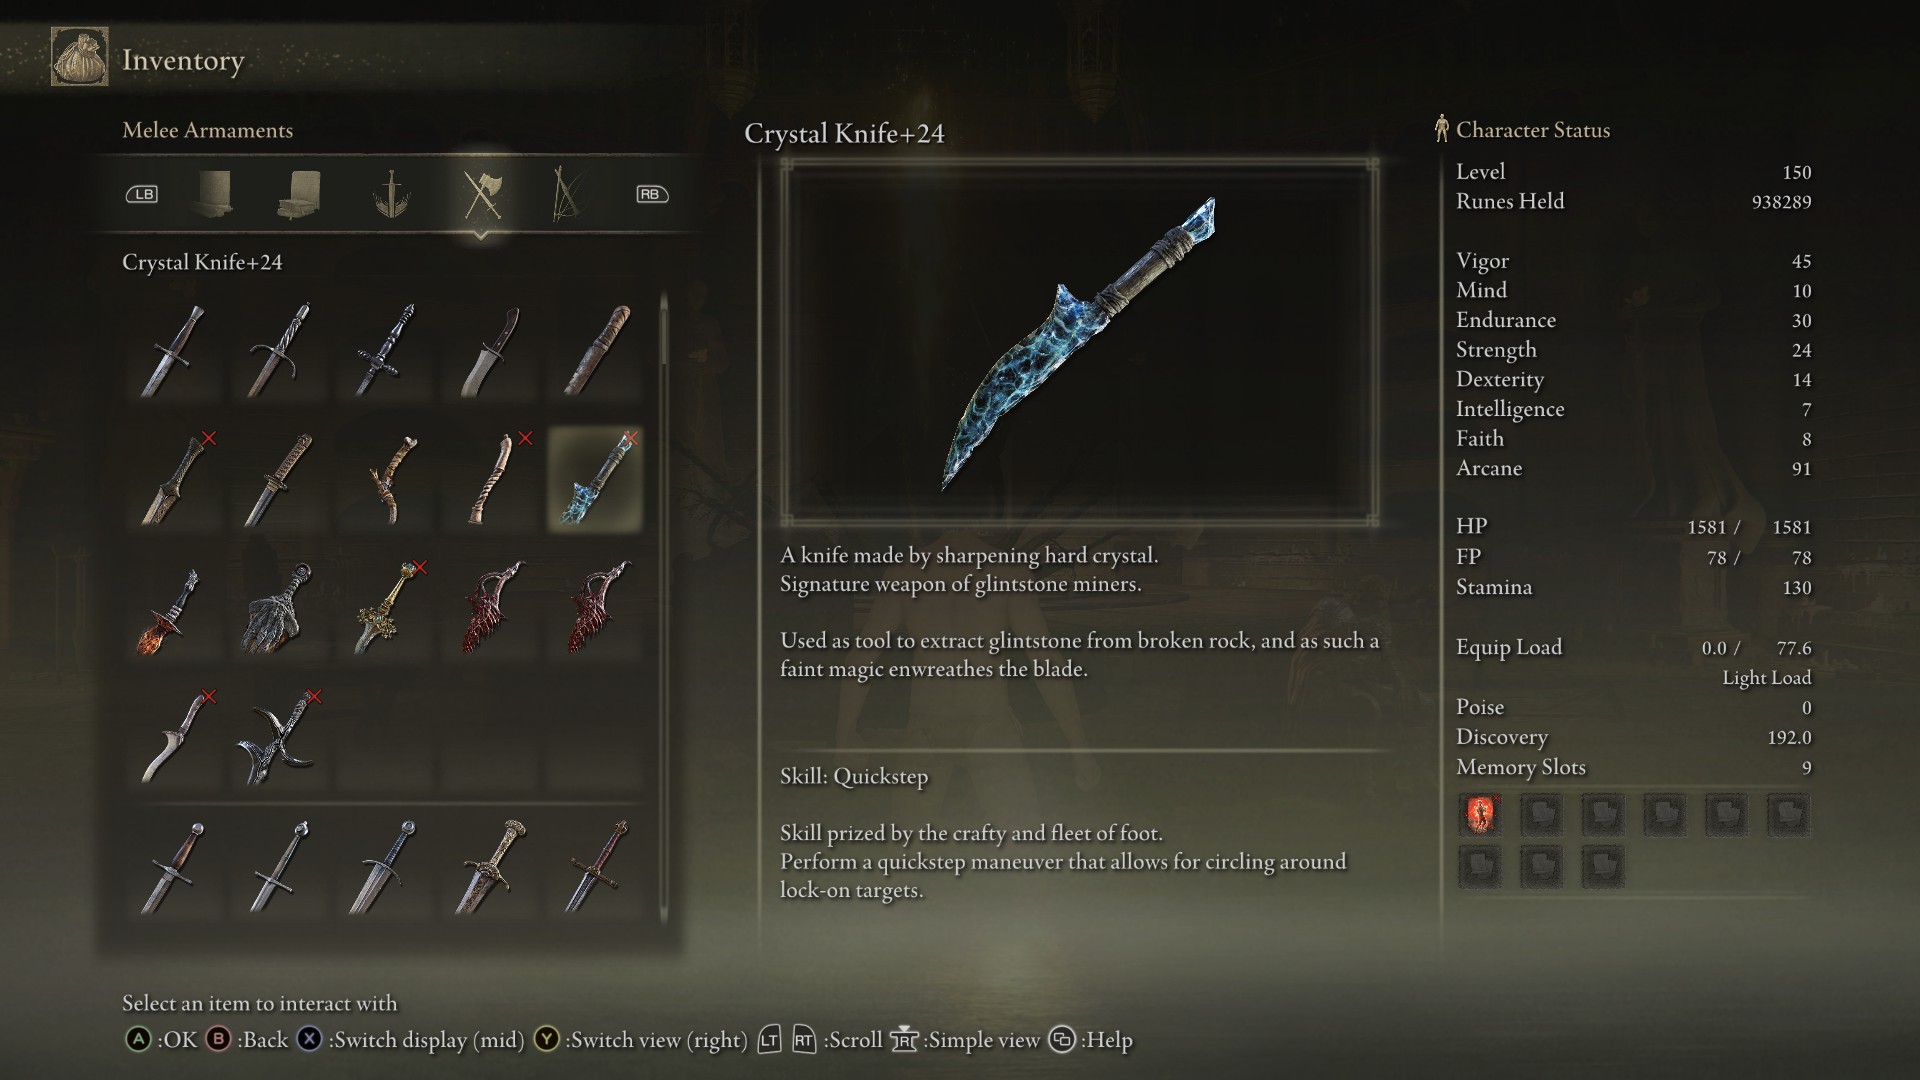 Inventory
Melee Armaments
LB
RB
Crystal Knife+24
Crystal Knife+24
A knife made by sharpening hard crystal.
Signature weapon of glintstone miners.
Used as tool to extract glintstone from broken rock, and as such a
faint magic enwreathes the blade.
Skill: Quickstep
Skill prized by the crafty and fleet of foot.
Perform a quickstep maneuver that allows for circling around
lock-on targets.
Character Status
Level 150
Runes Held 938289
Vigor 45
Mind 10
Endurance 30
Strength 24
Dexterity 14
Intelligence 7
Faith 8
Arcane 91
HP 1581 / 1581
FP 78 / 78
Stamina 130
Equip Load 0.0 / 77.6
Light Load
Poise 0
Discovery 192.0
Memory Slots 9
Select an item to interact with
A :OK B :Back X :Switch display (mid) Y :Switch view (right) LT RT :Scroll R :Simple view :Help